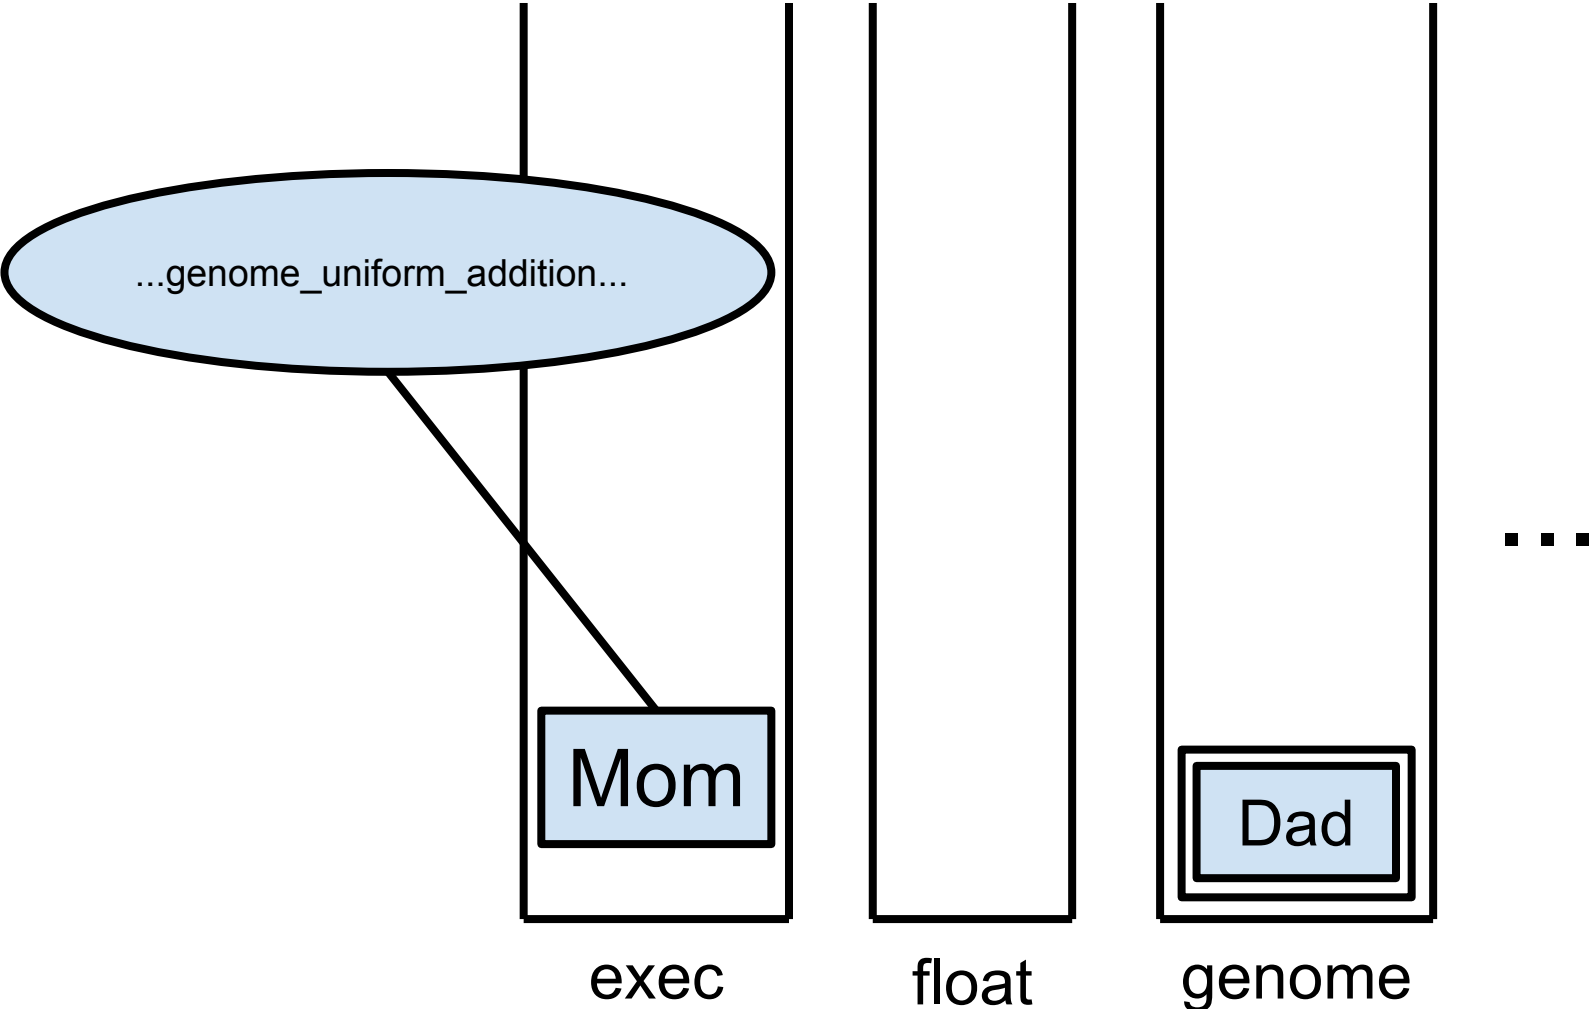 ...genome_uniform_addition...
Mom
Dad
exec
float
genome
...